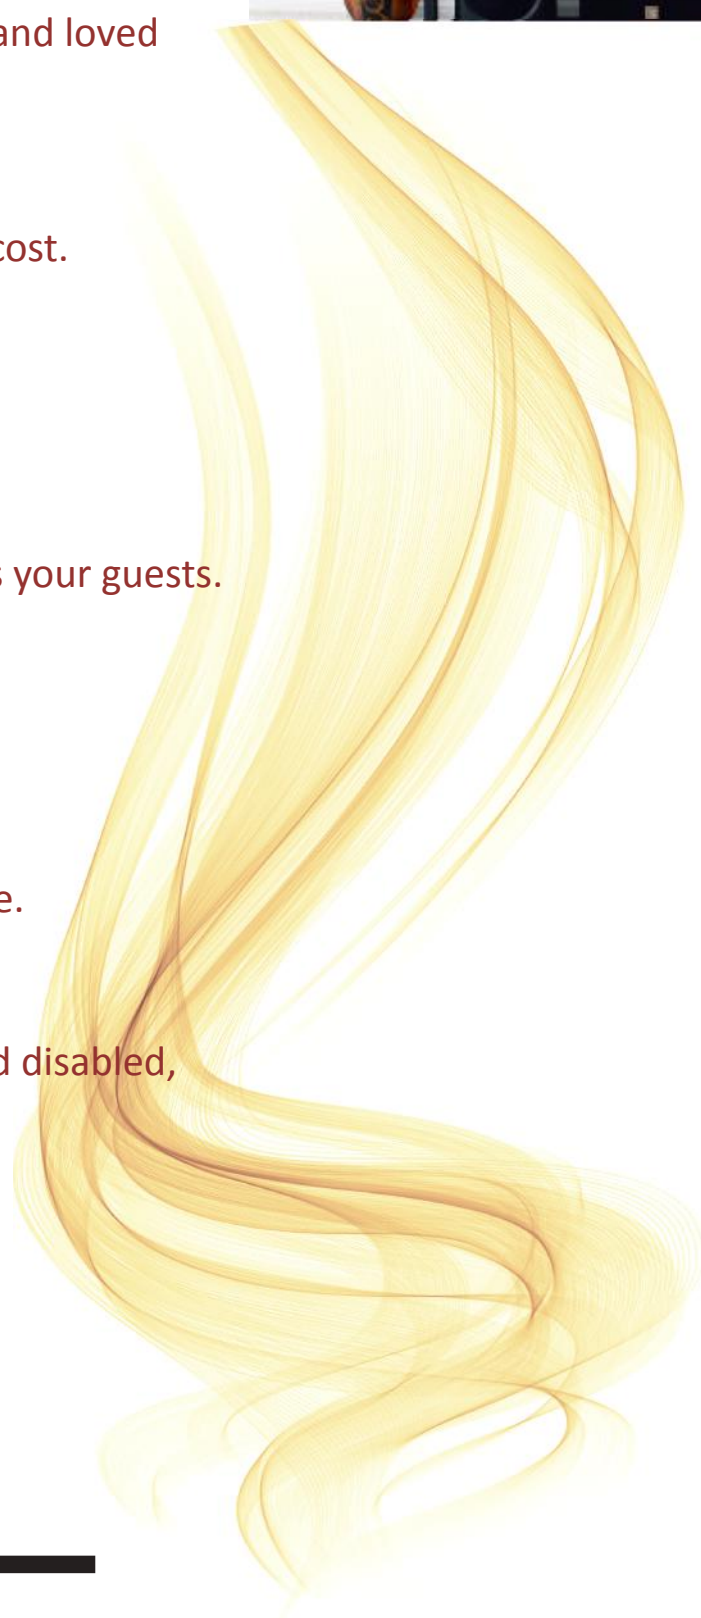 and loved
cost.
s your guests.
e.
d disabled,